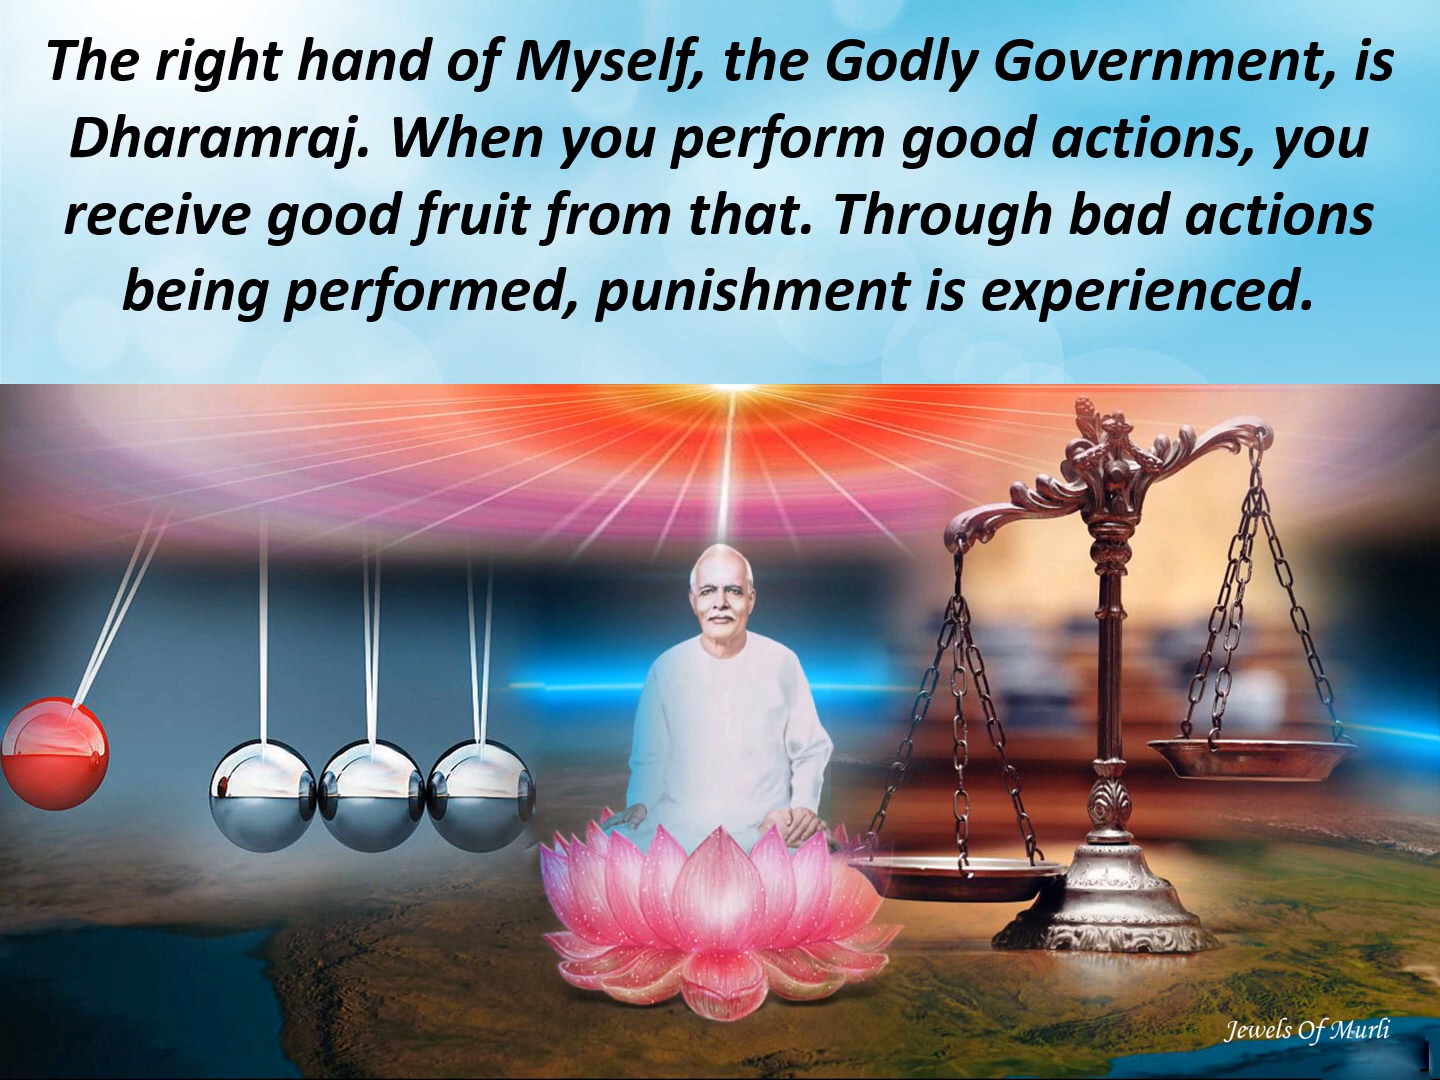 The right hand of Myself, the Godly Government, is
Dharamraj. When you perform good actions, you
receive good fruit from that. Through bad actions
being performed, punishment is experienced.
Jewels Of Murli